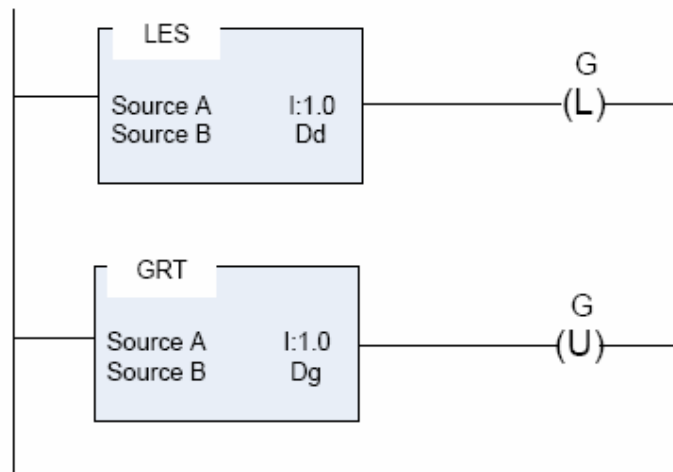 LES
G
Source A I:1.0
(L)
Source B Dd
GRT
G
Source A I:1.0
(U)
Source B Dg